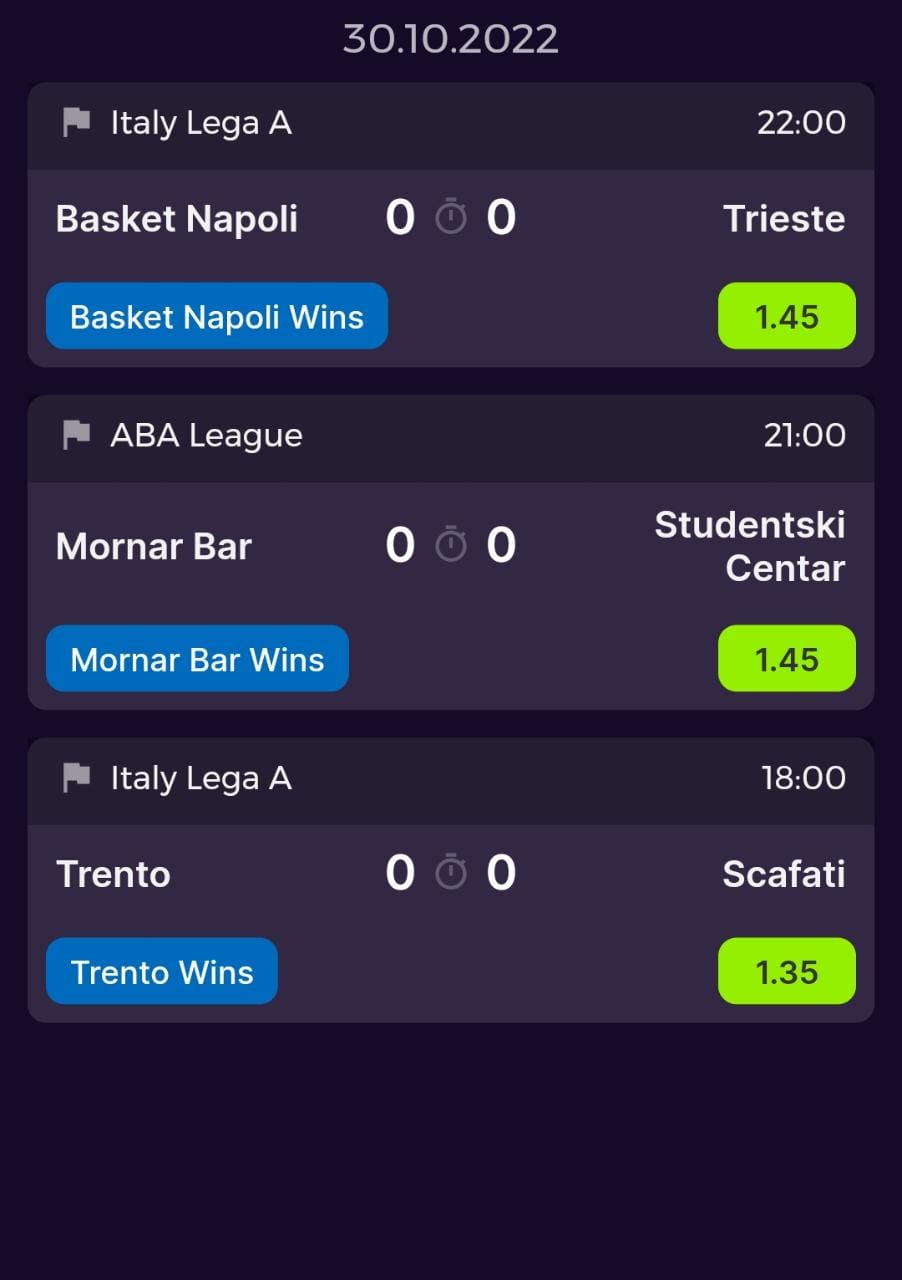 30.10.2022
Italy Lega A 22:00
Basket Napoli 0 0 Trieste
Basket Napoli Wins 1.45
ABA League 21:00
Mornar Bar 0 0 Studentski
Centar
Mornar Bar Wins 1.45
Italy Lega A 18:00
Trento 0 0 Scafati
Trento Wins 1.35